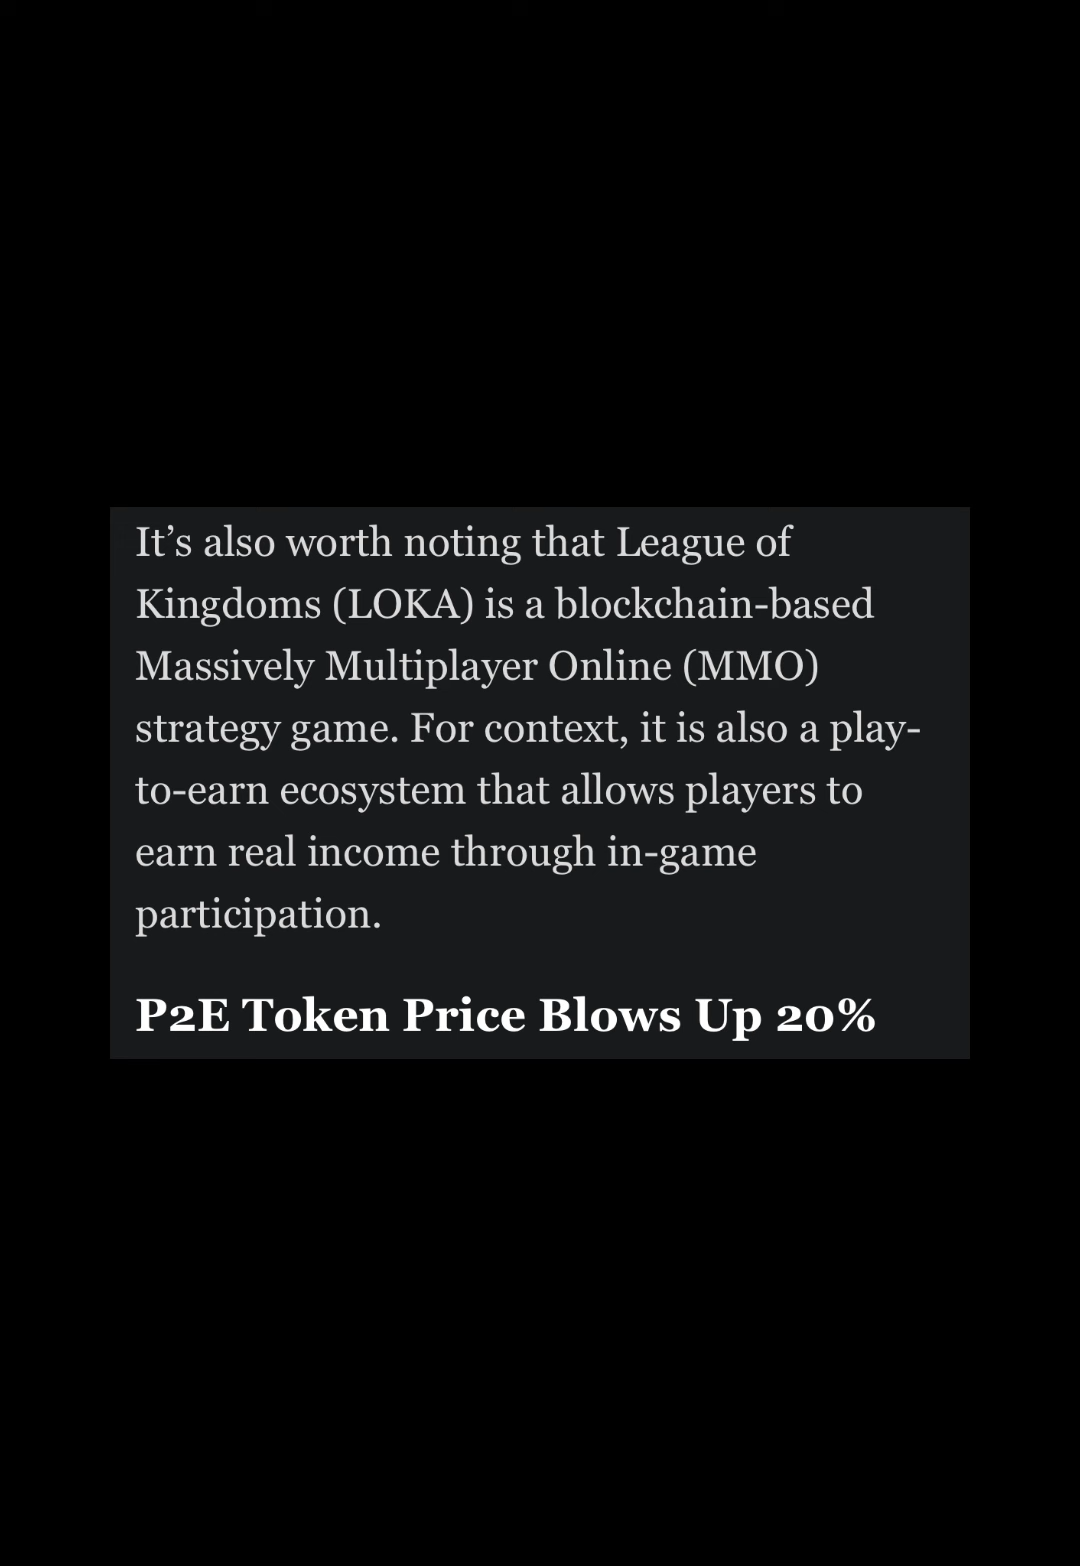 It’s also worth noting that League of
Kingdoms (LOKA) is a blockchain-based
Massively Multiplayer Online (MMO)
strategy game. For context, it is also a play-
to-earn ecosystem that allows players to
earn real income through in-game
participation.
P2E Token Price Blows Up 20%